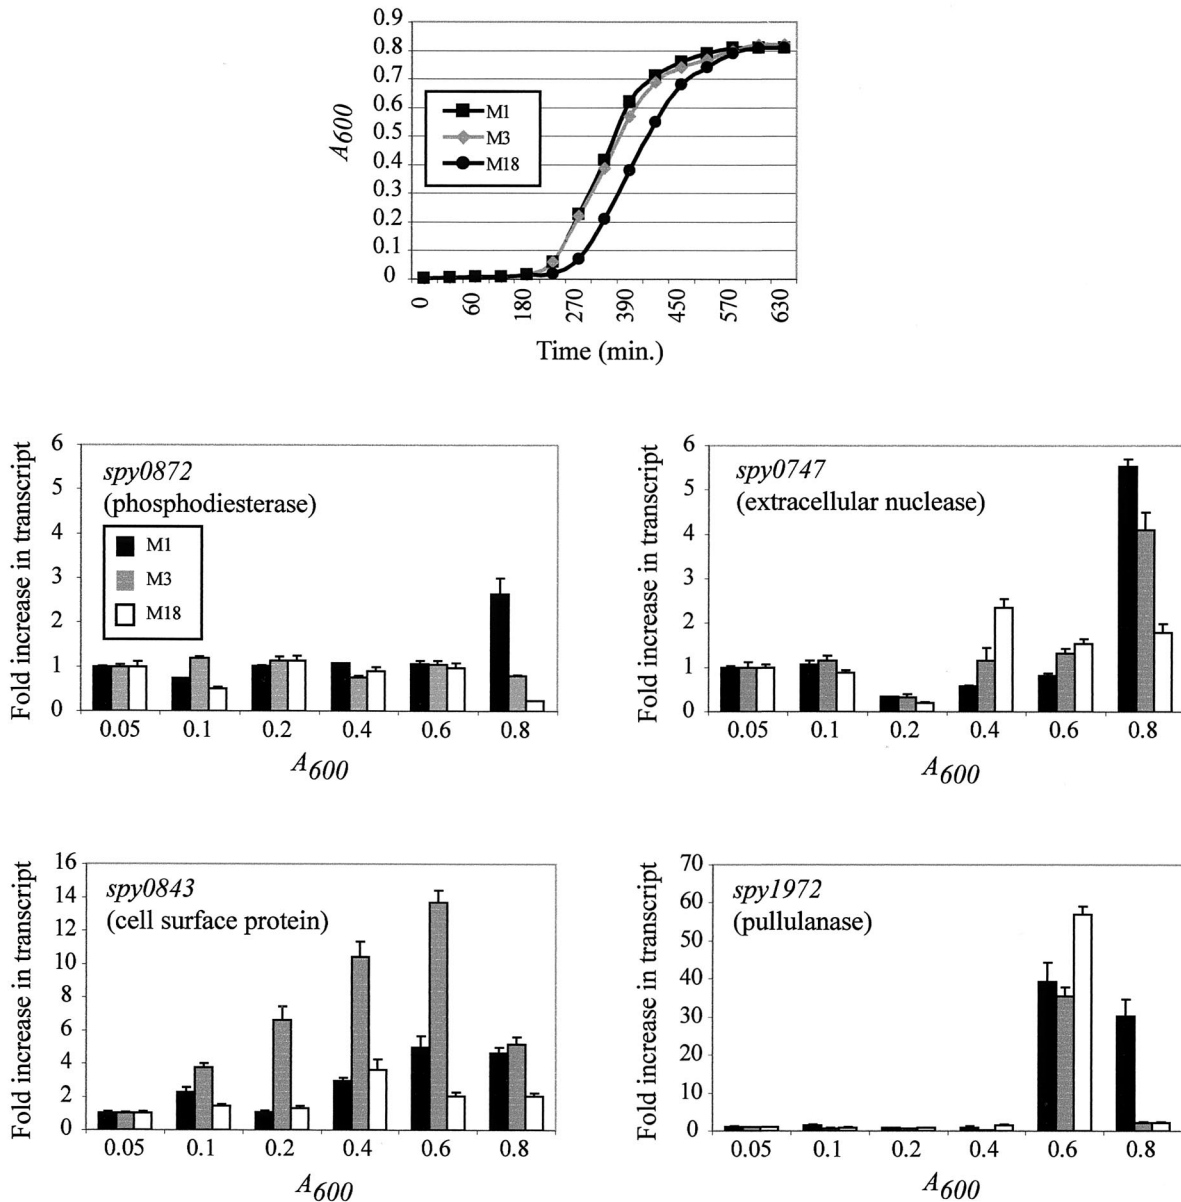 0.9
0.8
0.7
0.6
0.5
0.4
0.3
0.2
0.1
0
A600
M1
M3
M18
0 60 180 270 390 450 570 630
Time (min.)
Fold increase in transcript
6
5
4
3
2
1
0
spy0872
(phosphodiesterase)
M1
M3
M18
0.05 0.1 0.2 0.4 0.6 0.8
A600
Fold increase in transcript
6
5
4
3
2
1
0
spy0747
(extracellular nuclease)
0.05 0.1 0.2 0.4 0.6 0.8
A600
Fold increase in transcript
16
14
12
10
8
6
4
2
0
spy0843
(cell surface protein)
0.05 0.1 0.2 0.4 0.6 0.8
A600
Fold increase in transcript
70
60
50
40
30
20
10
0
spy1972
(pullulanase)
0.05 0.1 0.2 0.4 0.6 0.8
A600